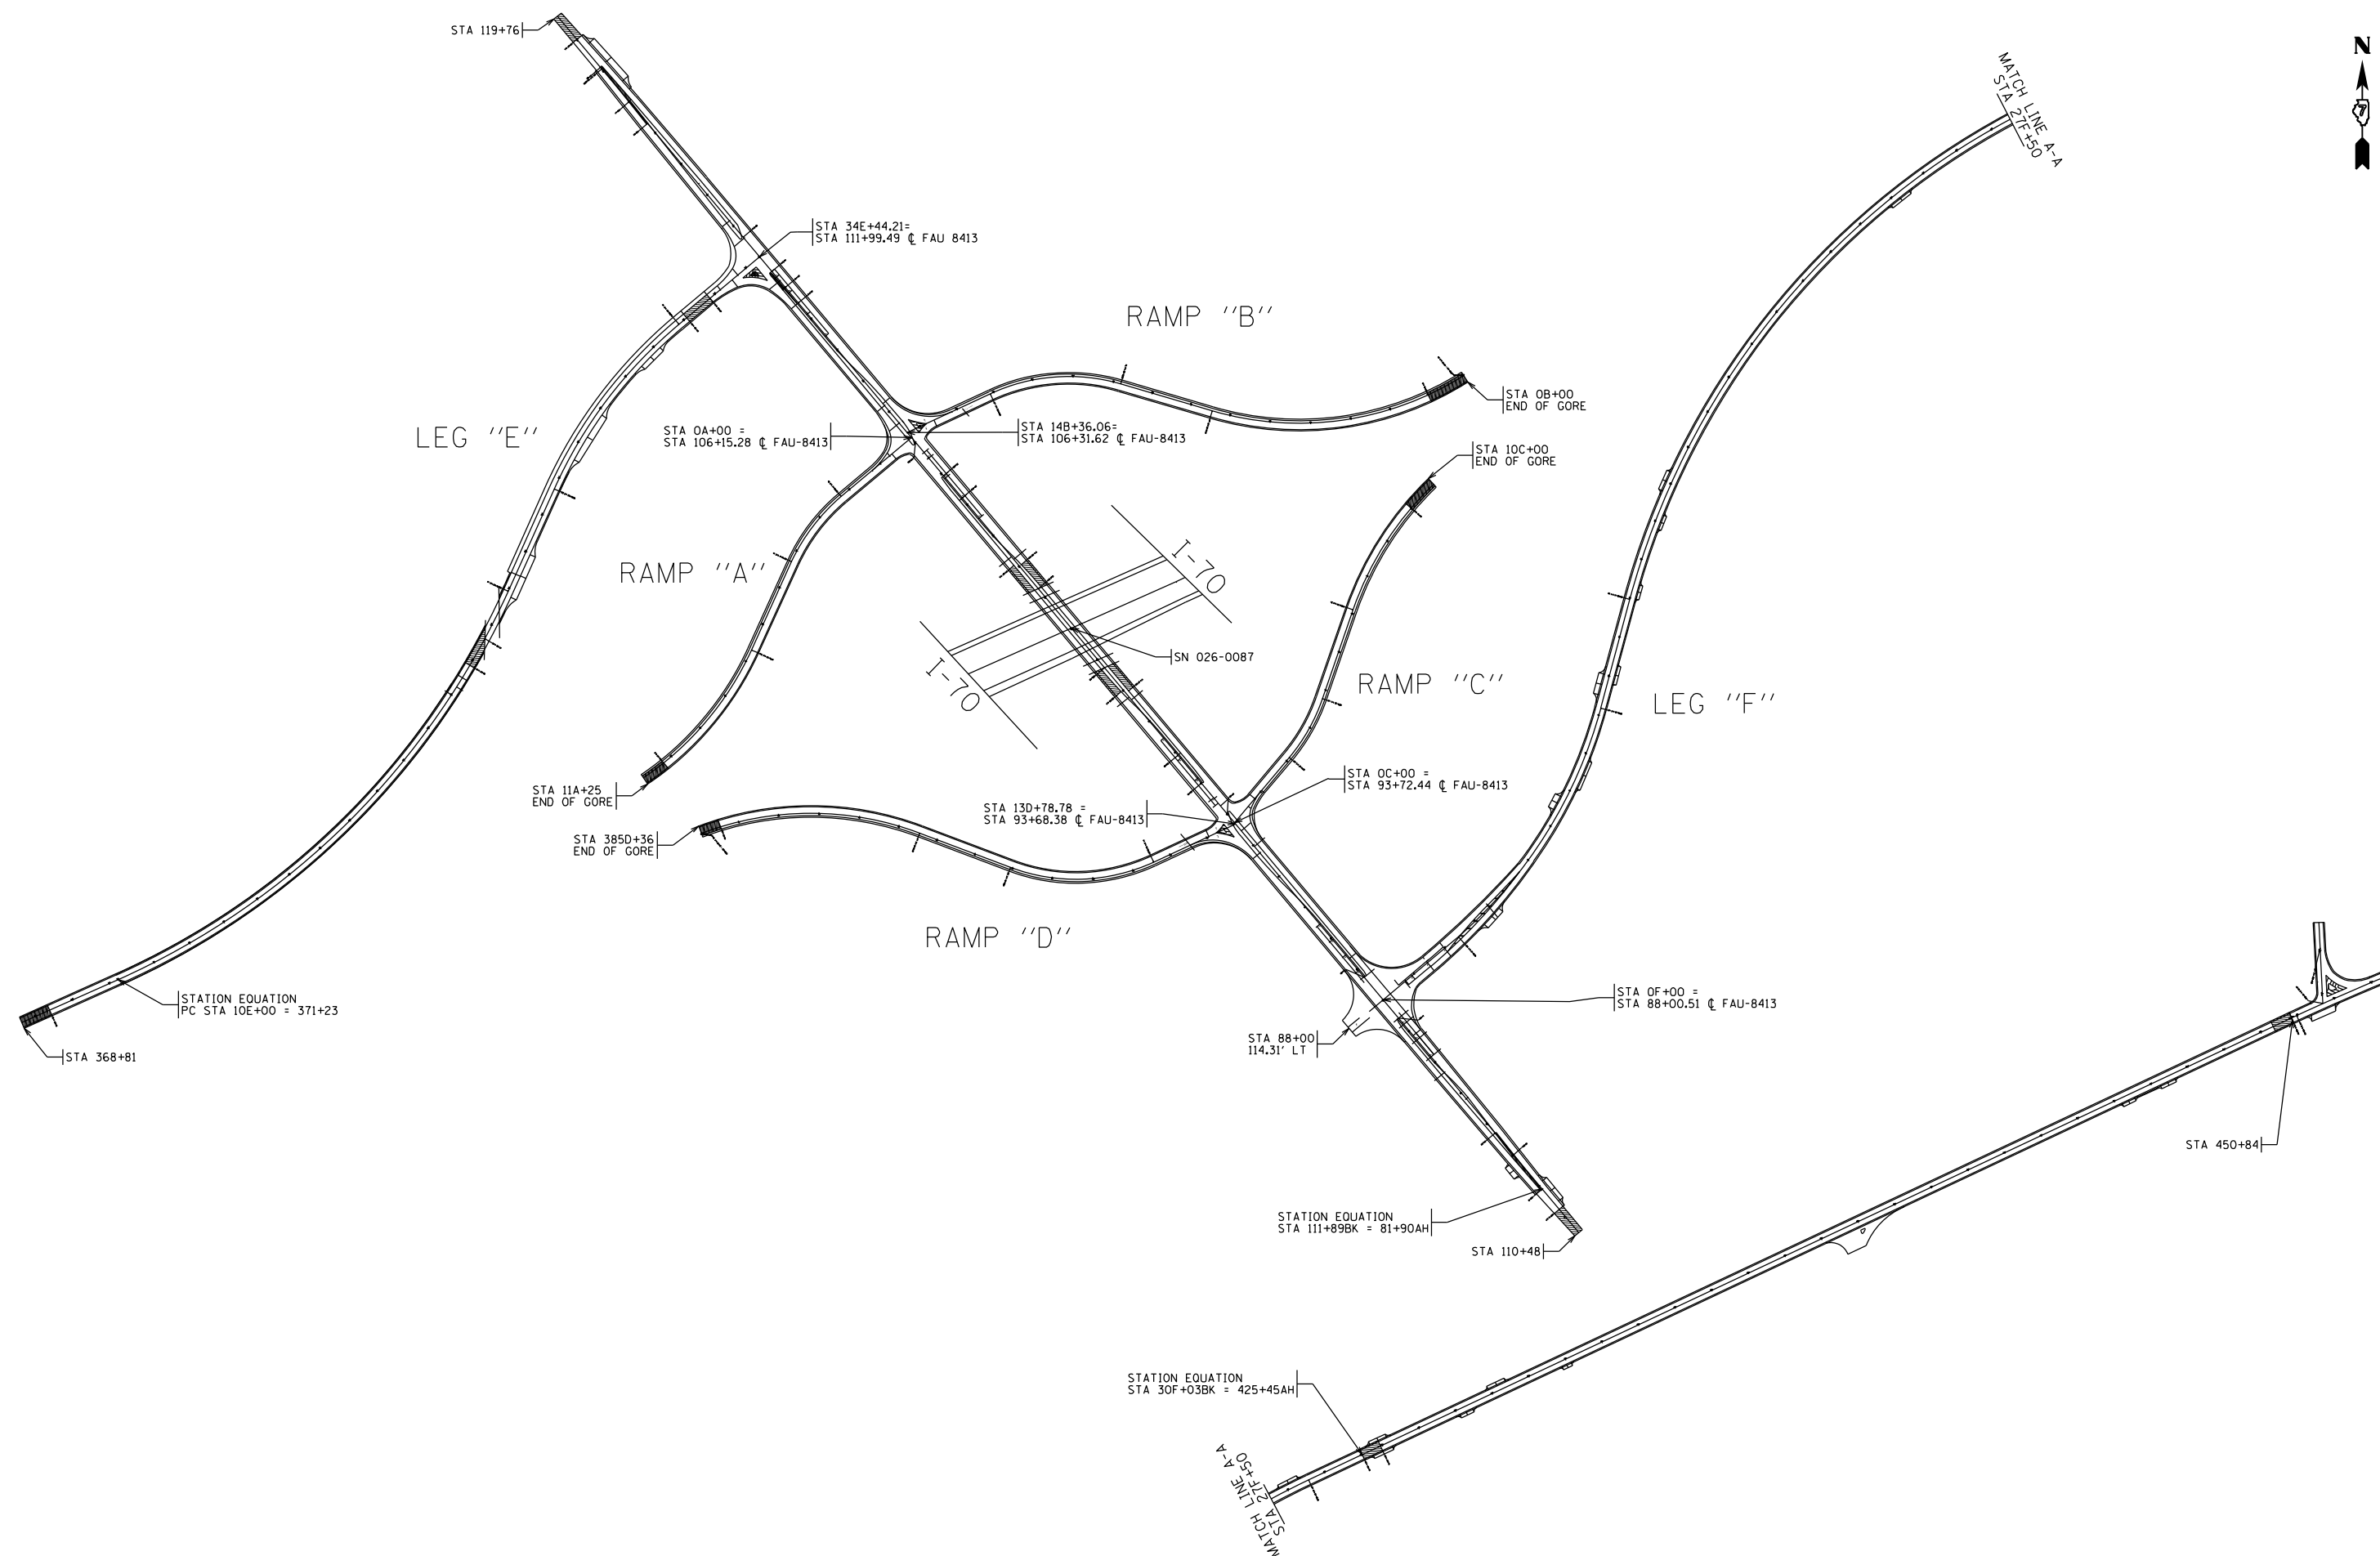 STA 119+76
N
7
MATCH LINE A-A
STA 27F+50
STA 34E+44.21=
STA 111+99.49 ℄ FAU 8413
RAMP "B"
STA 0B+00
END OF GORE
LEG "E"
STA 0A+00 =
STA 106+15.28 ℄ FAU-8413
STA 14B+36.06=
STA 106+31.62 ℄ FAU-8413
STA 10C+00
END OF GORE
RAMP "A"
I-70
SN 026-0087
I-70
RAMP "C"
LEG "F"
STA 11A+25
END OF GORE
STA 0C+00 =
STA 93+72.44 ℄ FAU-8413
STA 13D+78.78 =
STA 93+68.38 ℄ FAU-8413
STA 385D+36
END OF GORE
RAMP "D"
STATION EQUATION
PC STA 10E+00 = 371+23
STA 0F+00 =
STA 88+00.51 ℄ FAU-8413
STA 88+00
114.31' LT
STA 368+81
STA 450+84
STATION EQUATION
STA 111+89BK = 81+90AH
STA 110+48
STATION EQUATION
STA 30F+03BK = 425+45AH
MATCH LINE A-A
STA 27F+50